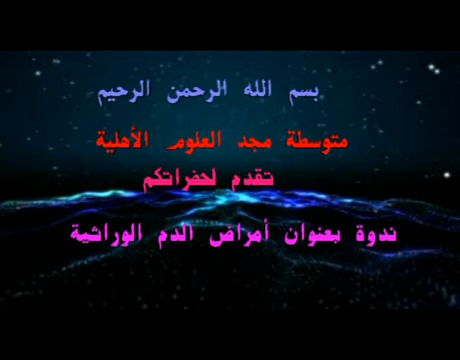 بسم الله الرحمن الرحيم
متوسطة مجد العلوم الأهلية
تقدم لحضراتكم
ندوة بعنوان أمراض الدم الوراثية